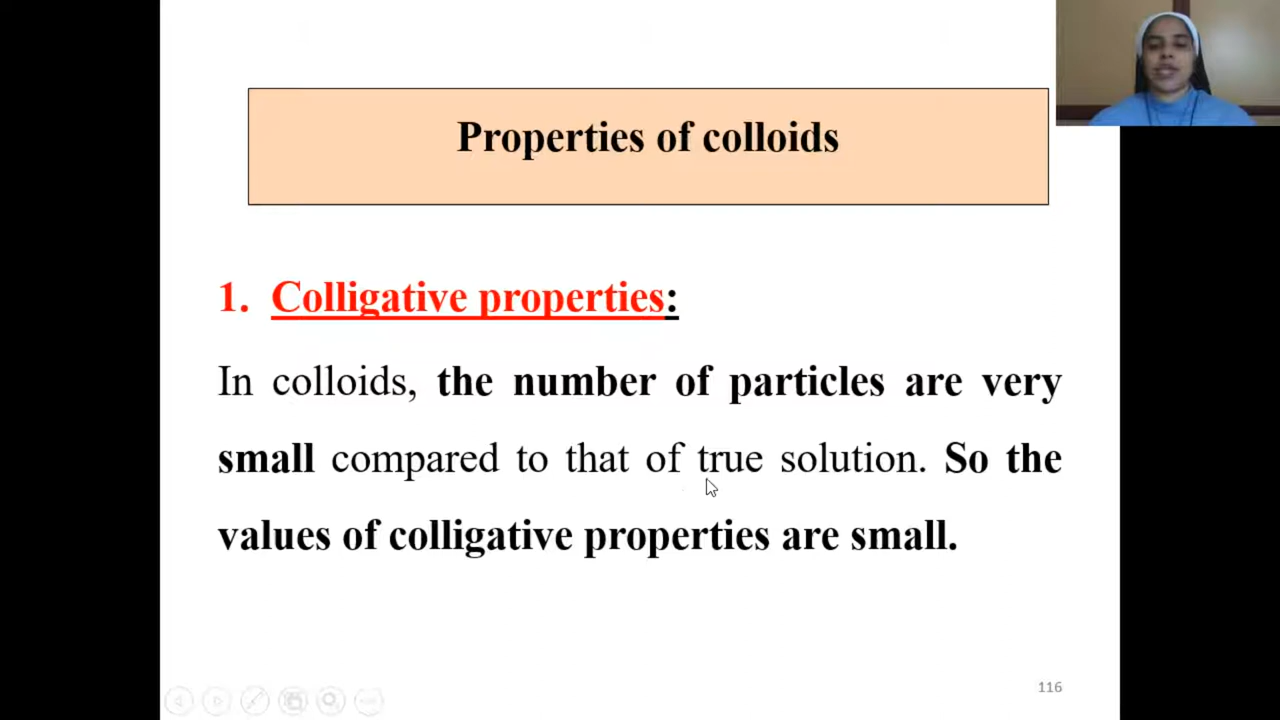 Properties of colloids
1. Colligative properties:
In colloids, the number of particles are very
small compared to that of true solution. So the
values of colligative properties are small.
116